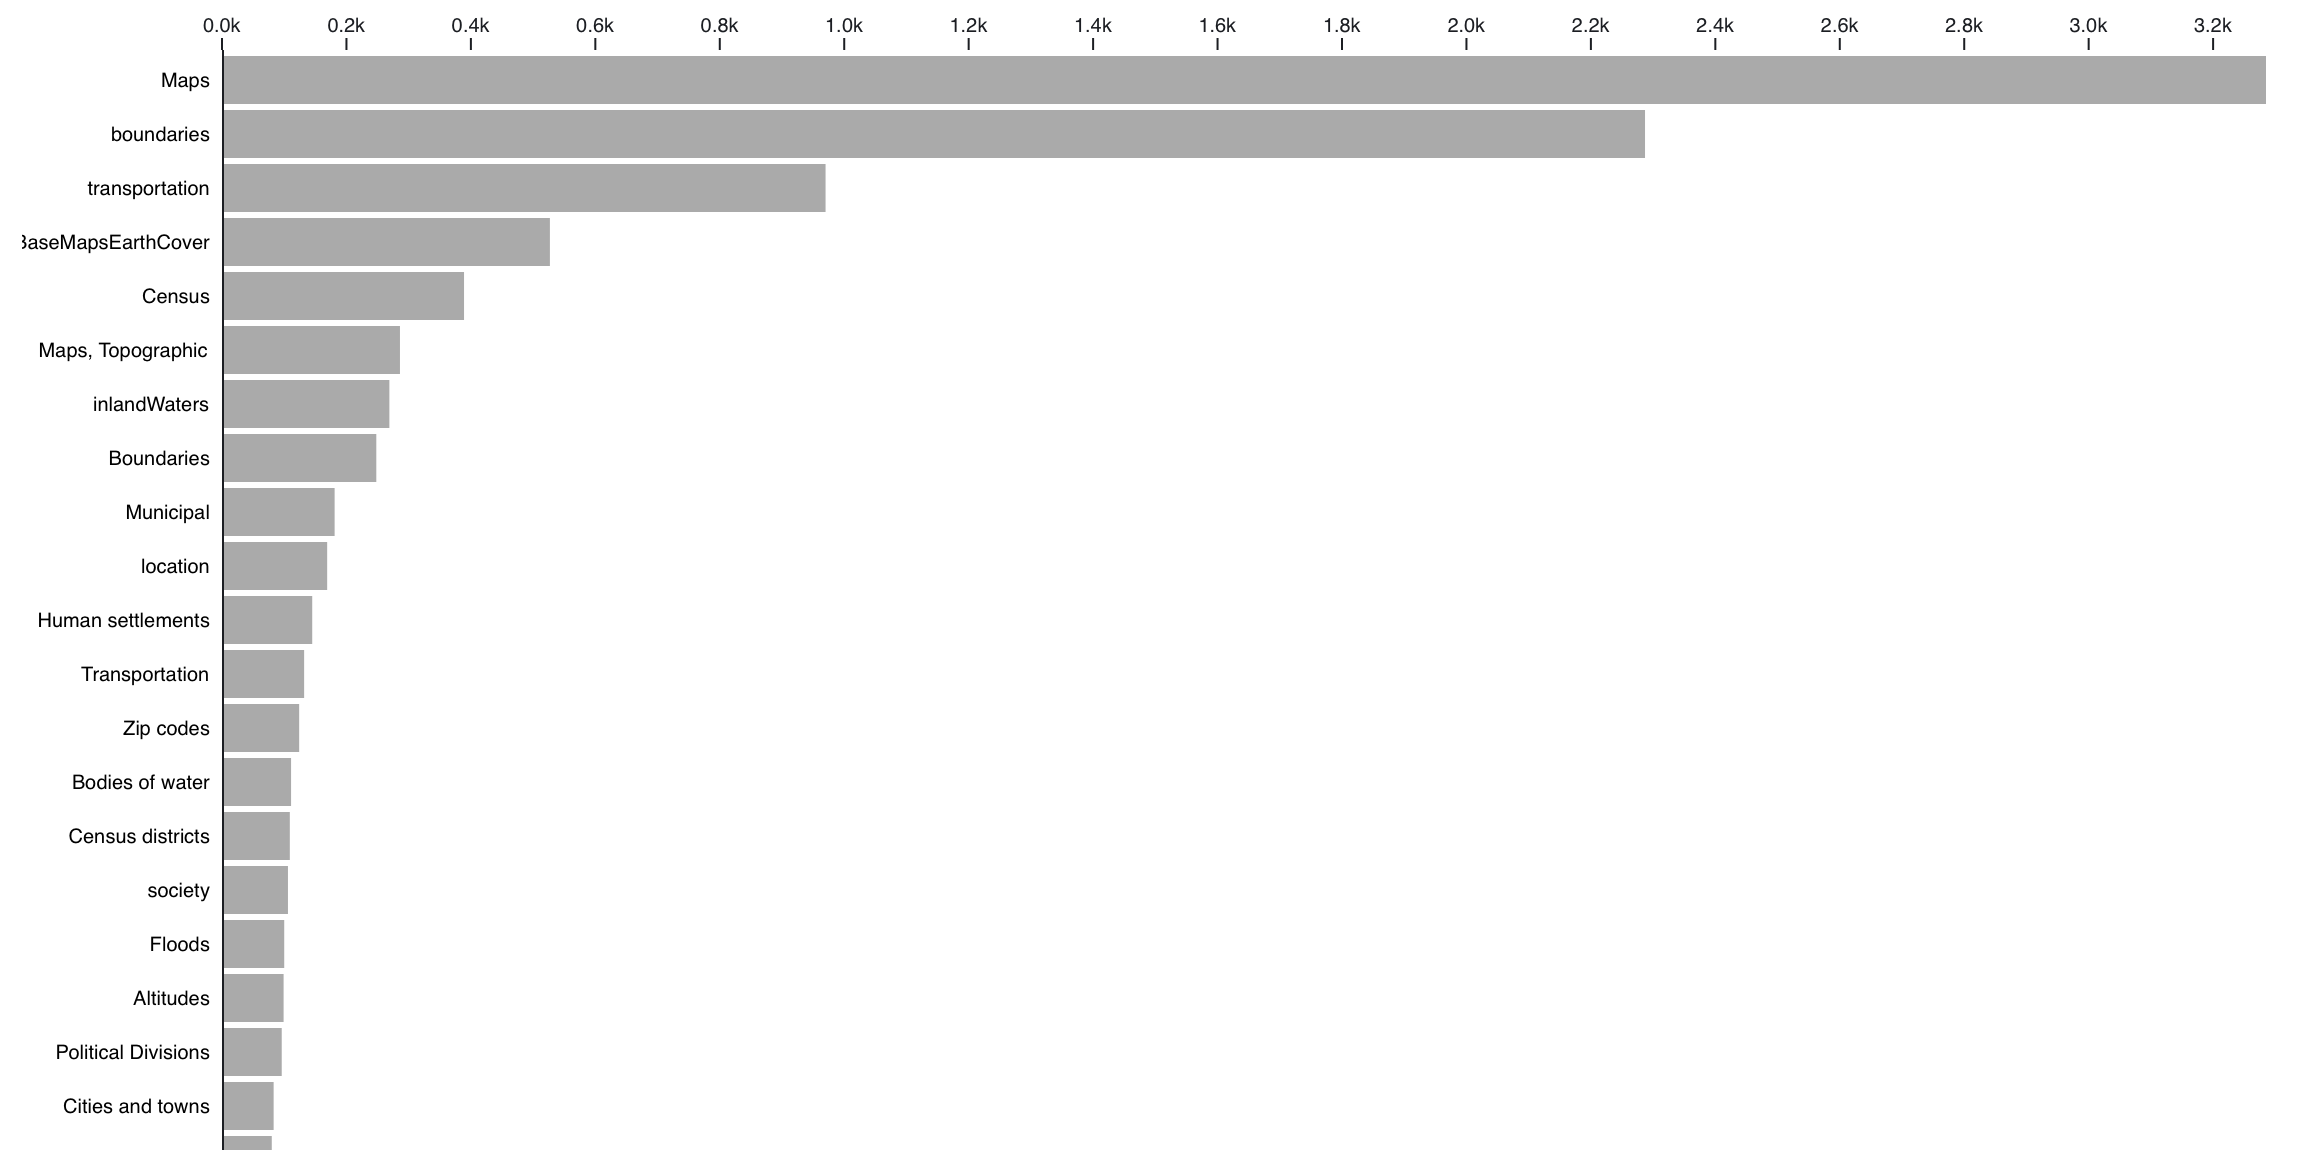 0.0k 0.2k 0.4k 0.6k 0.8k 1.0k 1.2k 1.4k 1.6k 1.8k 2.0k 2.2k 2.4k 2.6k 2.8k 3.0k 3.2k
Maps
boundaries
transportation
BaseMapsEarthCover
Census
Maps, Topographic
inlandWaters
Boundaries
Municipal
location
Human settlements
Transportation
Zip codes
Bodies of water
Census districts
society
Floods
Altitudes
Political Divisions
Cities and towns